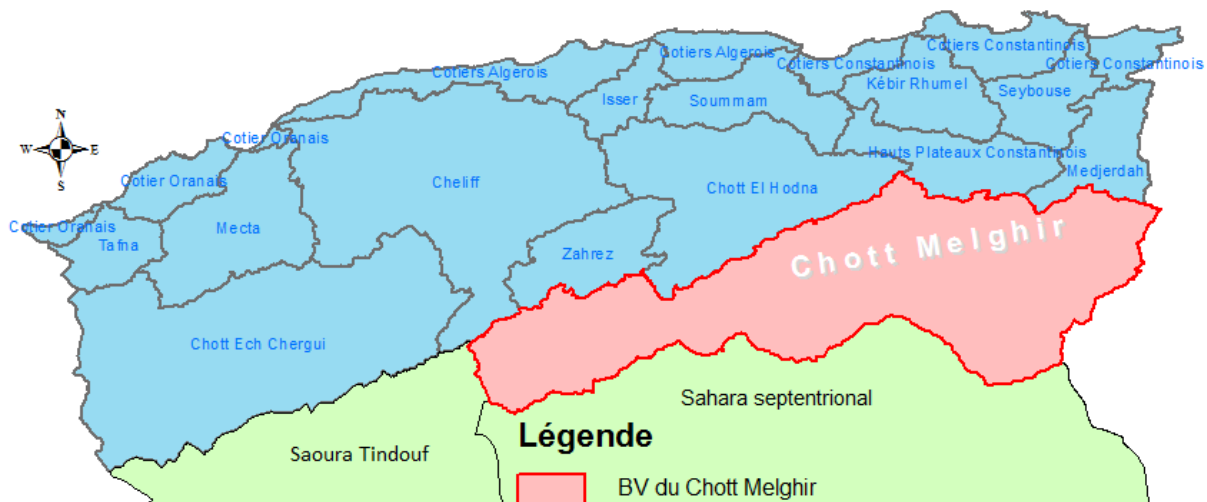 Cotiers Constantinois
Cotiers Algerois
Cotiers Constantinois
Cotiers Constantinois
Cotiers Algerois
Kébir Rhumel
Seybouse
Isser
Soummam
N
W
E
S
Cotier Oranais
Hauts Plateaux Constantinois
Medjerdah
Cotier Oranais
Cheliff
Chott El Hodna
Cotier Oranais
Mecta
Tafna
Zahrez
Chott Melghir
Chott Ech Chergui
Sahara septentrional
Saoura Tindouf
Légende
BV du Chott Melghir